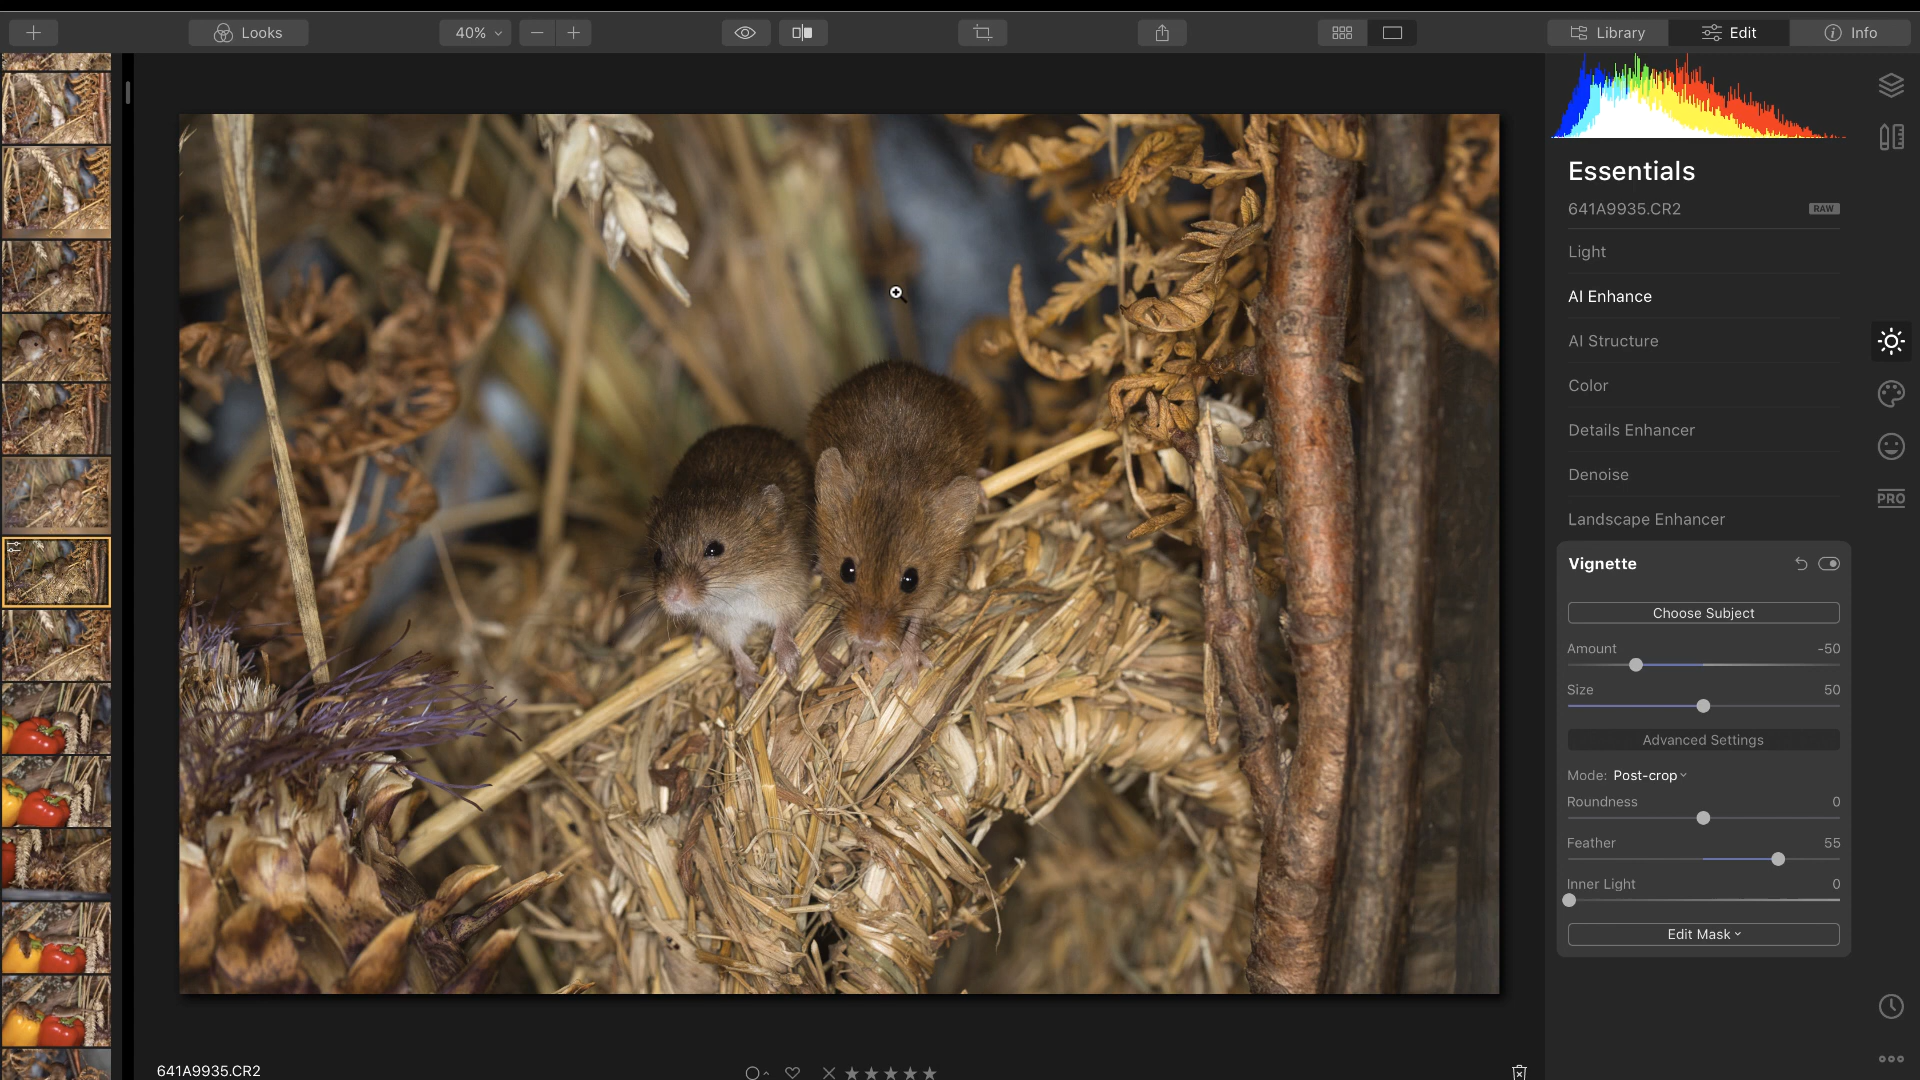 Looks
40%
Library
Edit
Info
Essentials
641A9935.CR2
RAW
Light
AI Enhance
AI Structure
Color
Details Enhancer
Denoise
Landscape Enhancer
PRO
Vignette
Choose Subject
Amount -50
Size 50
Advanced Settings
Mode: Post-crop
Roundness 0
Feather 55
Inner Light 0
Edit Mask
641A9935.CR2